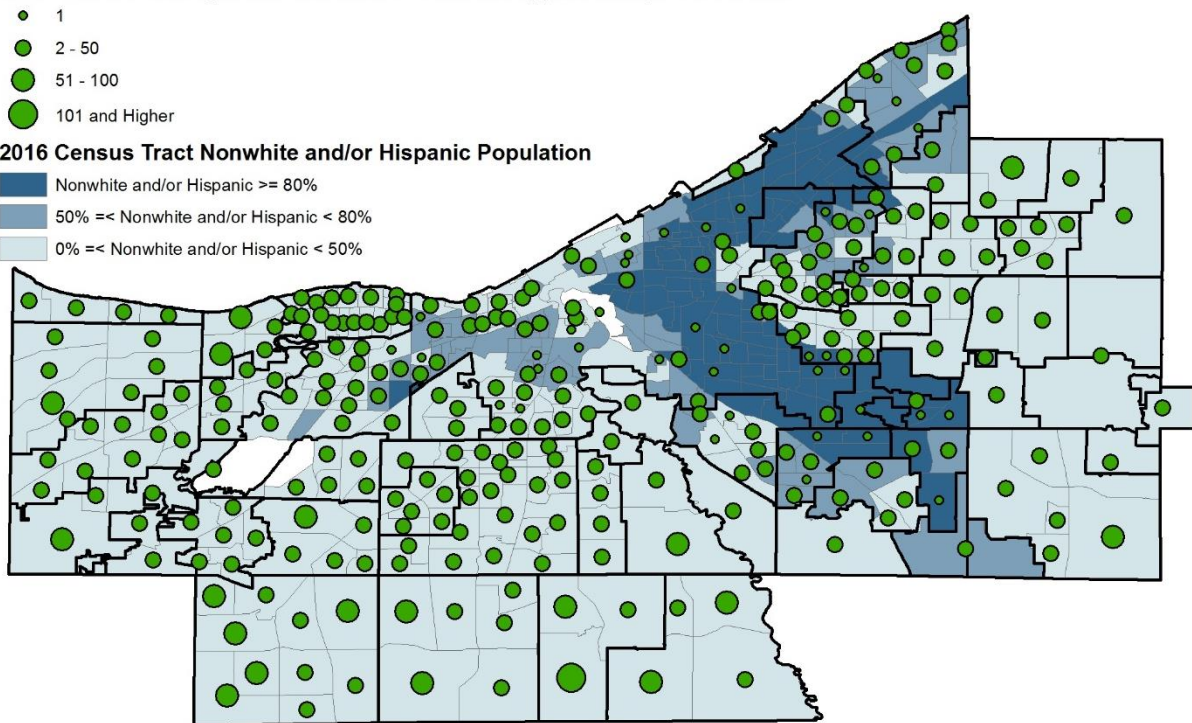 1
2 - 50
51 - 100
101 and Higher
2016 Census Tract Nonwhite and/or Hispanic Population
Nonwhite and/or Hispanic >= 80%
50% =< Nonwhite and/or Hispanic < 80%
0% =< Nonwhite and/or Hispanic < 50%